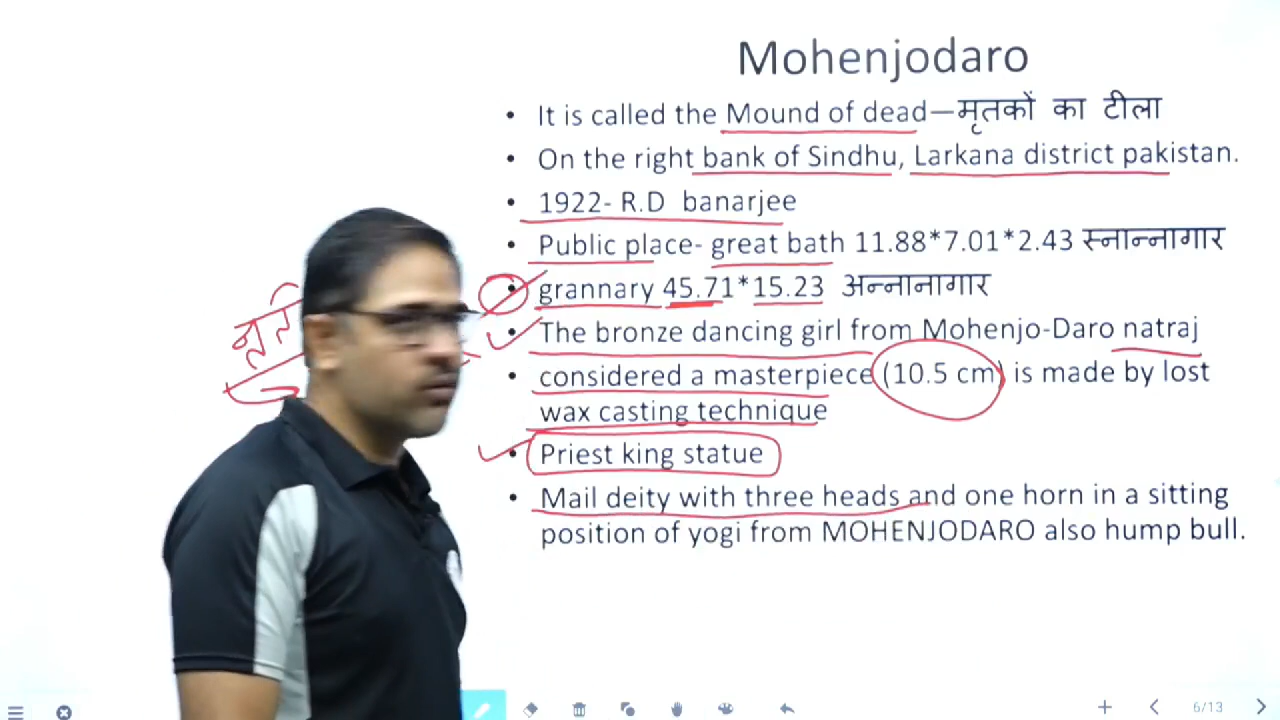 Mohenjodaro
• It is called the Mound of dead—मृतकों का टीला
• On the right bank of Sindhu, Larkana district pakistan.
• 1922- R.D banarjee
• Public place- great bath 11.88*7.01*2.43 स्नान्नागार
• grannary 45.71*15.23 अन्नानागार
• The bronze dancing girl from Mohenjo-Daro natraj
• considered a masterpiece (10.5 cm) is made by lost
wax casting technique
• Priest king statue
• Mail deity with three heads and one horn in a sitting
position of yogi from MOHENJODARO also hump bull.
6/13